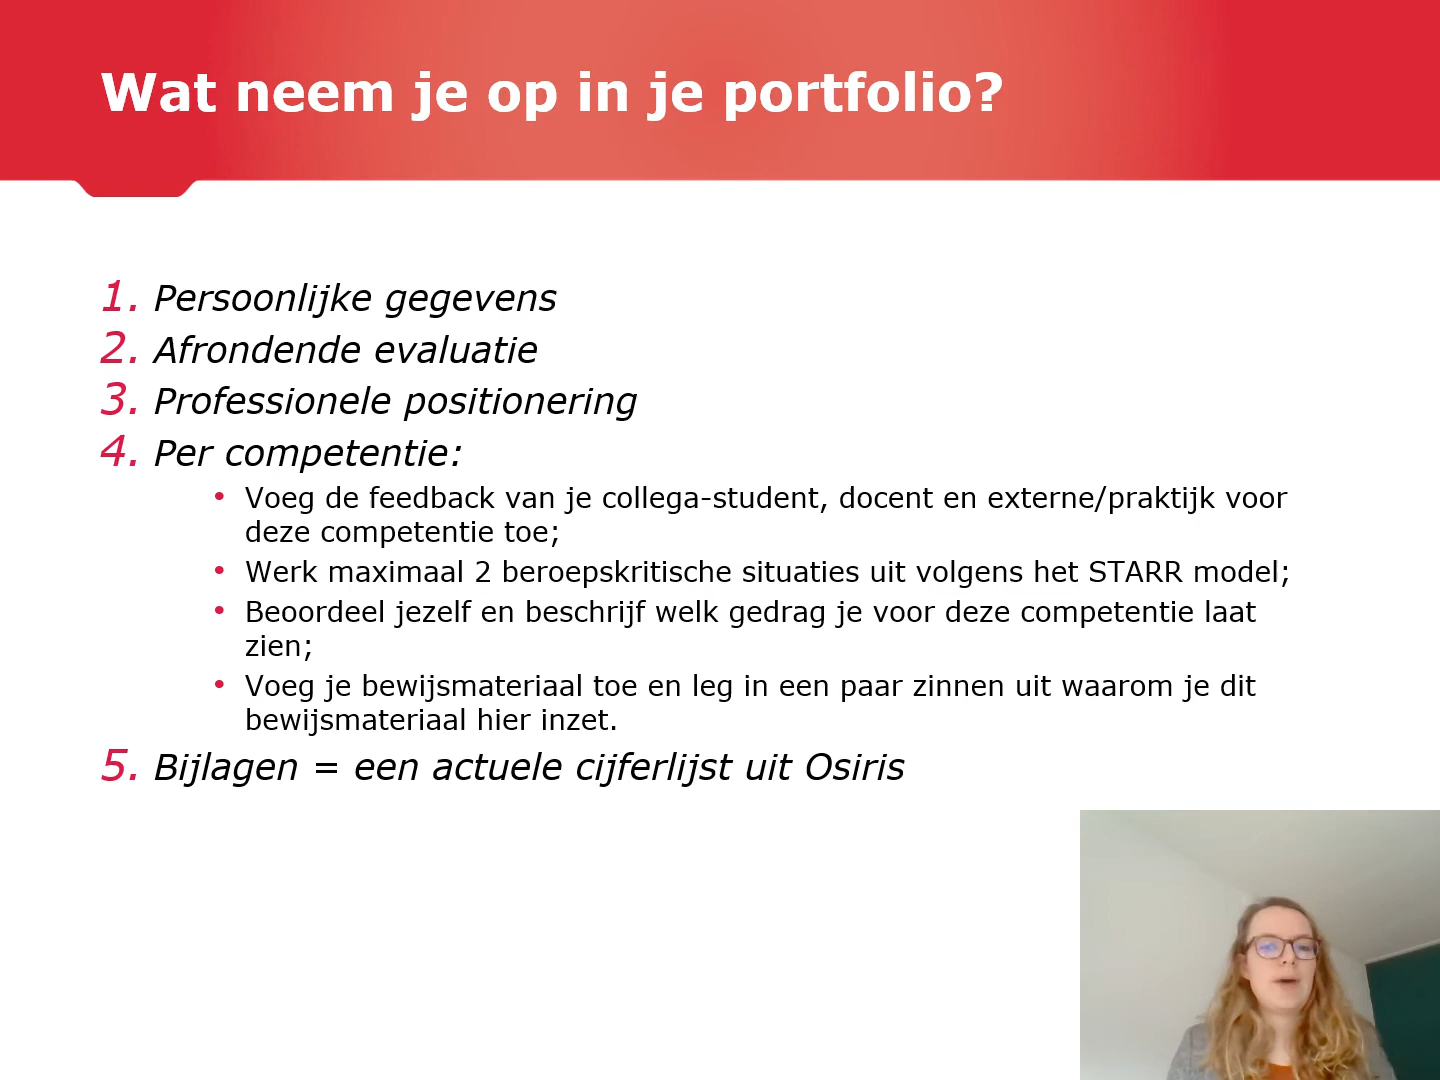 Wat neem je op in je portfolio?
1. Persoonlijke gegevens
2. Afrondende evaluatie
3. Professionele positionering
4. Per competentie:
• Voeg de feedback van je collega-student, docent en externe/praktijk voor
deze competentie toe;
• Werk maximaal 2 beroepskritische situaties uit volgens het STARR model;
• Beoordeel jezelf en beschrijf welk gedrag je voor deze competentie laat
zien;
• Voeg je bewijsmateriaal toe en leg in een paar zinnen uit waarom je dit
bewijsmateriaal hier inzet.
5. Bijlagen = een actuele cijferlijst uit Osiris